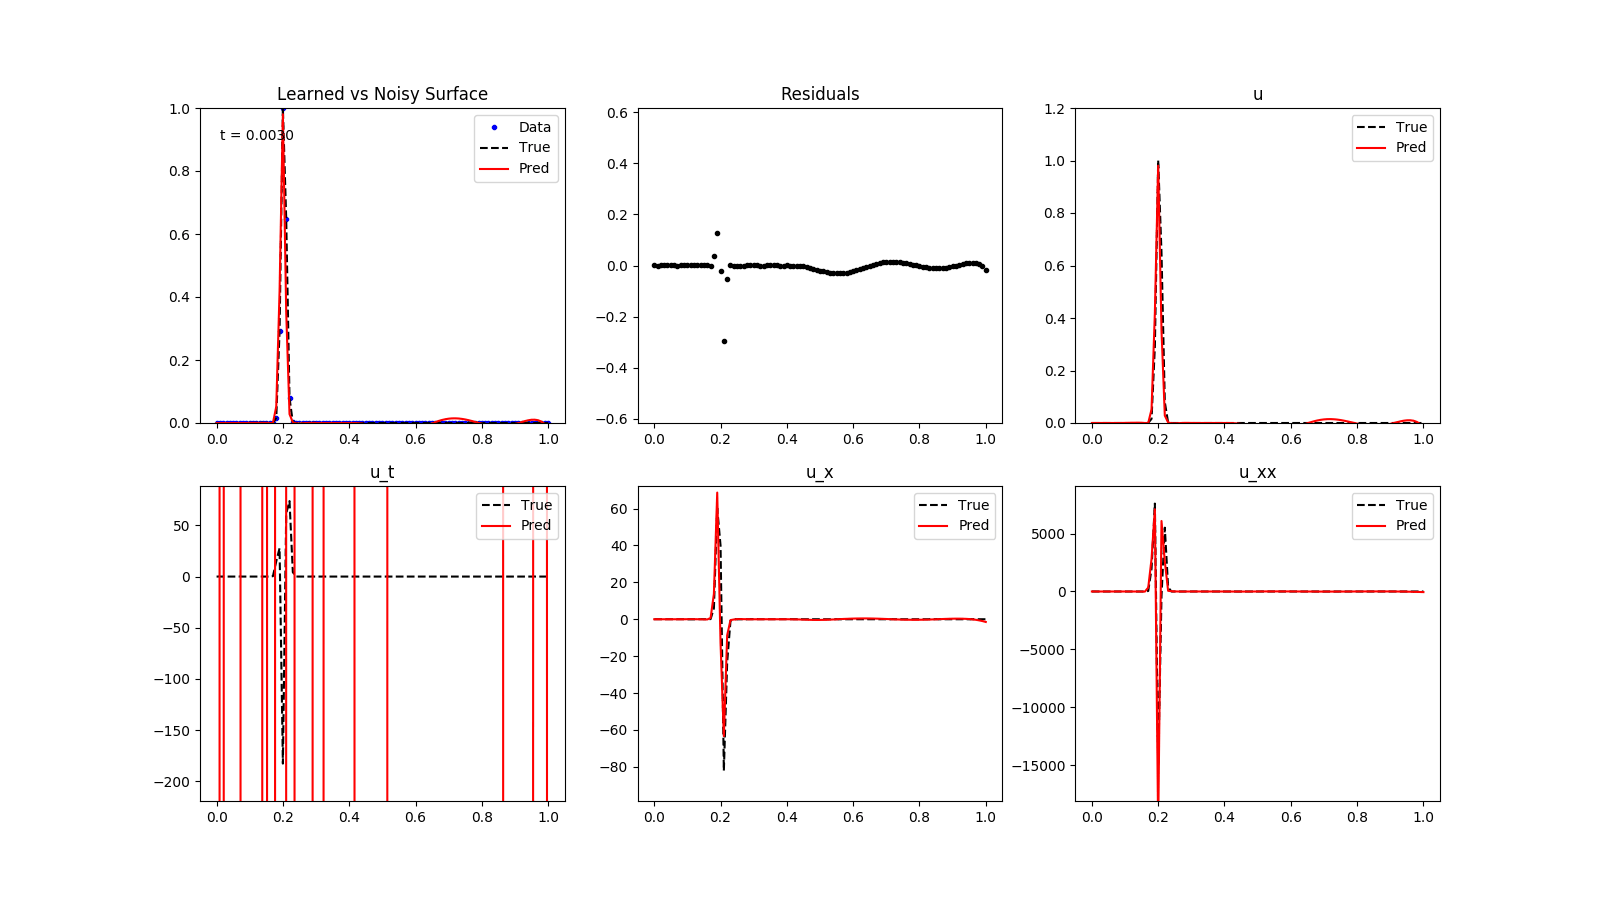 Learned vs Noisy Surface
t = 0.0030
Data
True
Pred
1.0
0.8
0.6
0.4
0.2
0.0
0.0 0.2 0.4 0.6 0.8 1.0
Residuals
0.6
0.4
0.2
0.0
−0.2
−0.4
−0.6
0.0 0.2 0.4 0.6 0.8 1.0
u
True
Pred
1.2
1.0
0.8
0.6
0.4
0.2
0.0
0.0 0.2 0.4 0.6 0.8 1.0
u_t
True
Pred
50
0
−50
−100
−150
−200
0.0 0.2 0.4 0.6 0.8 1.0
u_x
True
Pred
60
40
20
0
−20
−40
−60
−80
0.0 0.2 0.4 0.6 0.8 1.0
u_xx
True
Pred
5000
0
−5000
−10000
−15000
0.0 0.2 0.4 0.6 0.8 1.0